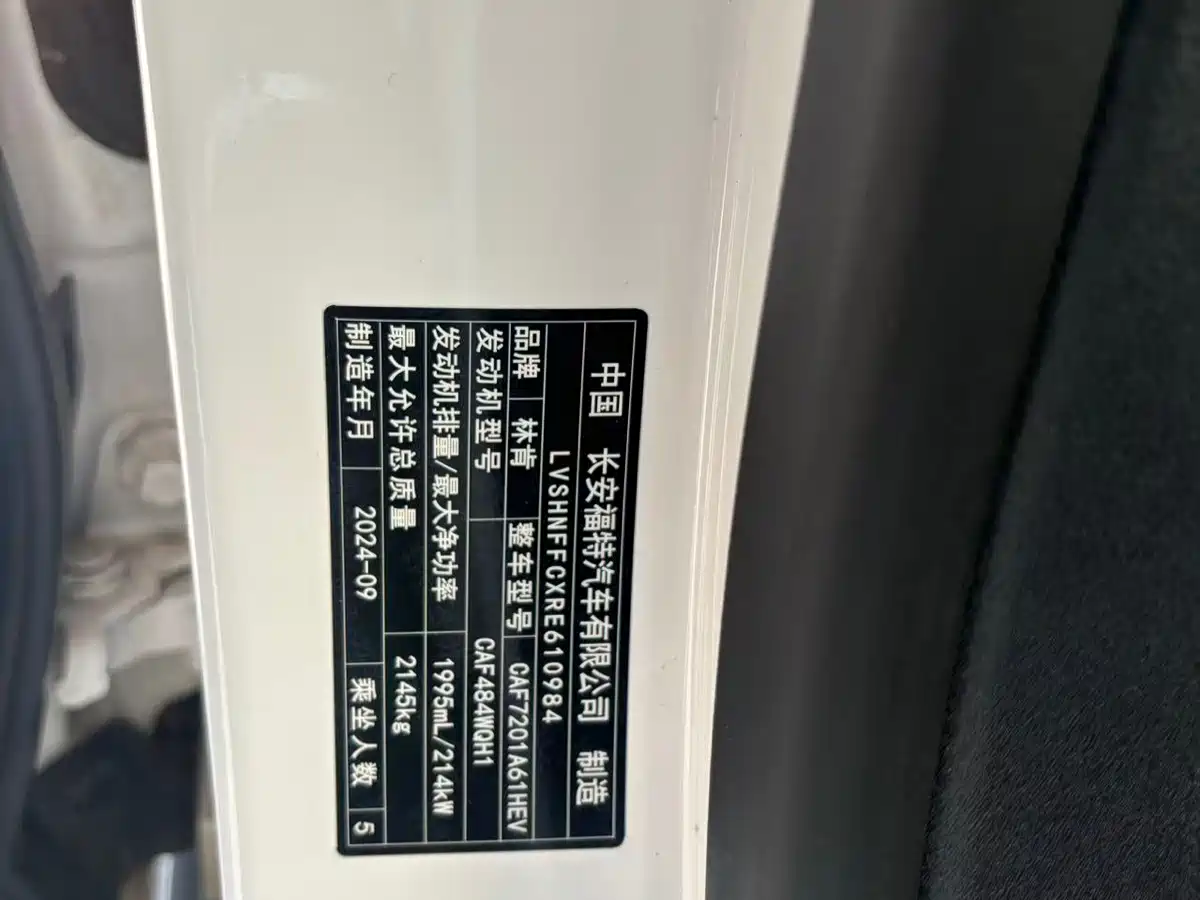 中国 长安福特汽车有限公司 制造
LVSHNFFCXRE610984
品牌 林肯 整车型号 CAF7201A61HEV
发动机型号 CAF484WQH1
发动机排量/最大净功率 1995mL/214kW
最大允许总质量 2145kg
制造年月 2024-09 乘坐人数 5